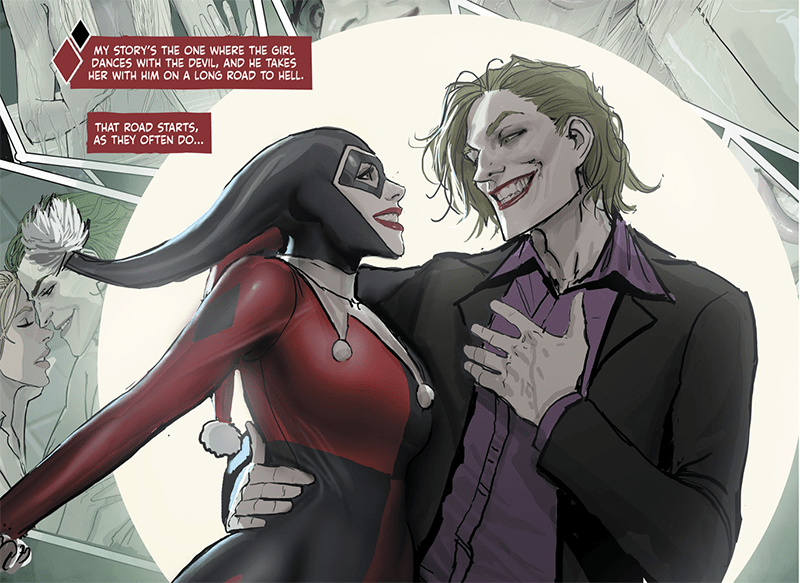 MY STORY'S THE ONE WHERE THE GIRL
DANCES WITH THE DEVIL, AND HE TAKES
HER WITH HIM ON A LONG ROAD TO HELL.
THAT ROAD STARTS,
AS THEY OFTEN DO...